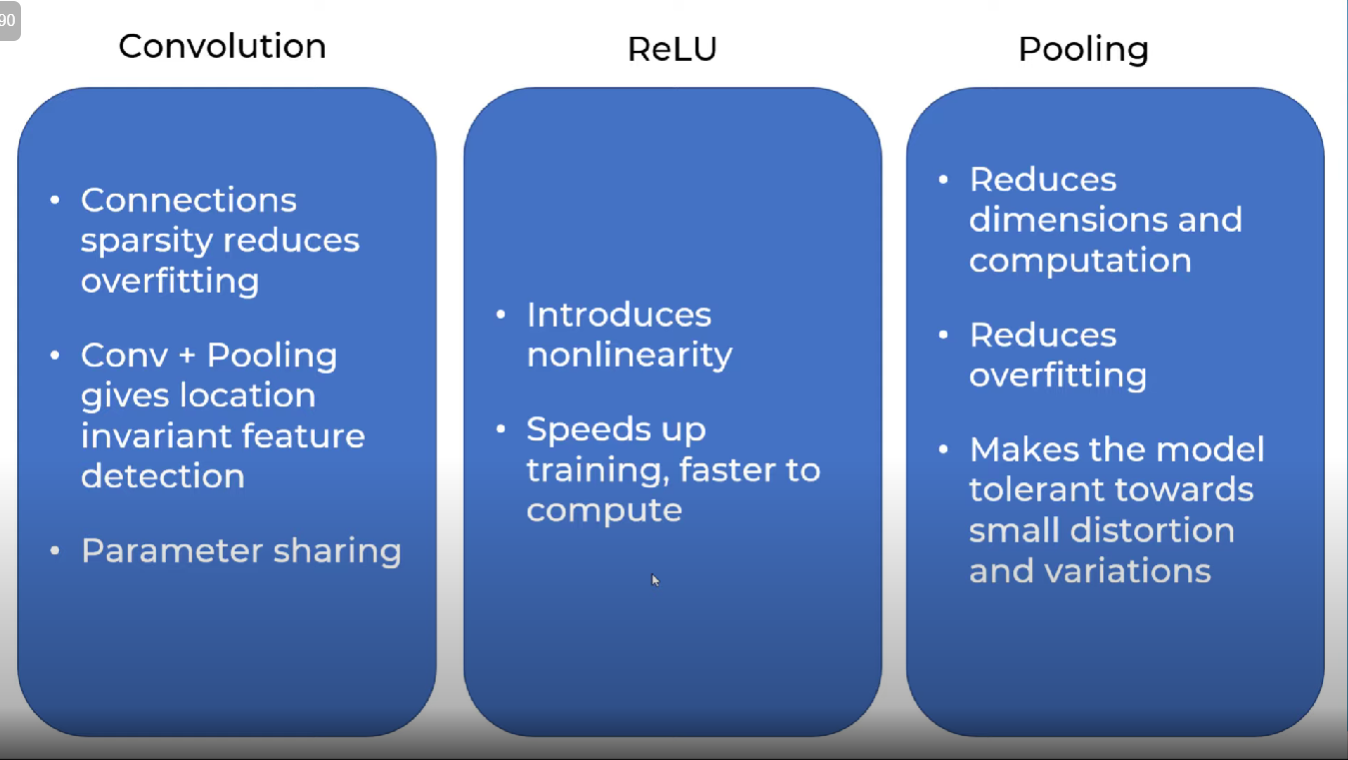 90
Convolution
ReLU
Pooling
• Connections
sparsity reduces
overfitting
• Conv + Pooling
gives location
invariant feature
detection
• Parameter sharing
• Introduces
nonlinearity
• Speeds up
training, faster to
compute
• Reduces
dimensions and
computation
• Reduces
overfitting
• Makes the model
tolerant towards
small distortion
and variations